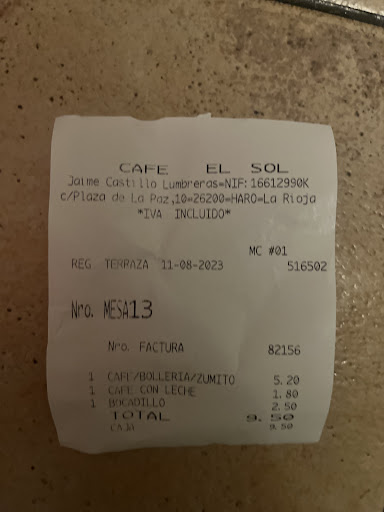 CAFE EL SOL
Jaime Castillo Lumbreras=NIF:16612990K
c/Plaza de La Paz,10=26200=HARO=La Rioja
*IVA INCLUIDO*
MC #01
REG TERRAZA 11-08-2023 516502
Nro. MESA13
Nro. FACTURA 82156
1 CAFE/BOLLERIA/ZUMITO 5.20
1 CAFE CON LECHE 1.80
1 BOCADILLO 2.50
TOTAL 9.50
CAJA 9.50